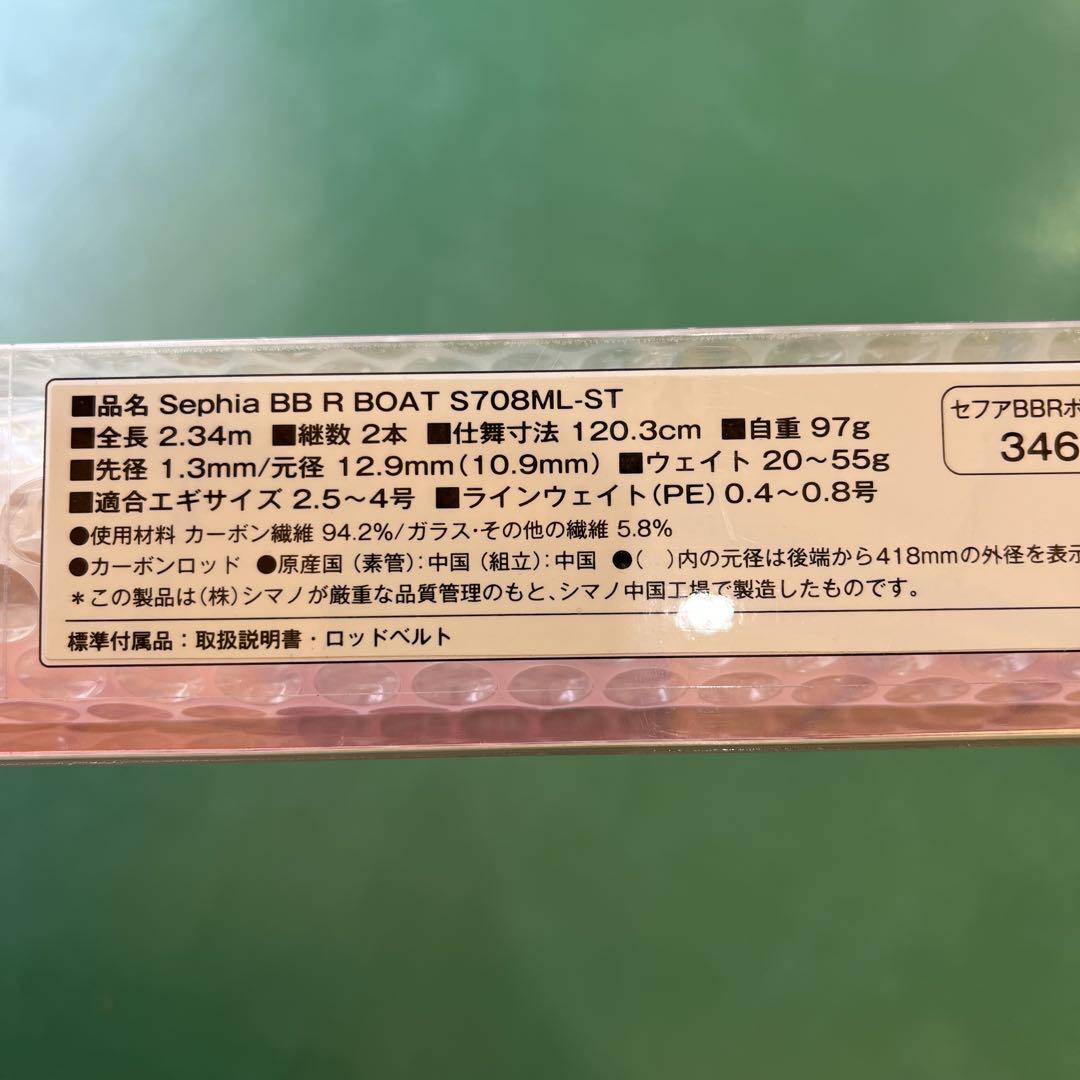 ■品名 Sephia BB R BOAT S708ML-ST
■全長 2.34m ■継数 2本 ■仕舞寸法 120.3cm ■自重 97g
■先径 1.3mm/元径 12.9mm(10.9mm) ■ウェイト 20～55g
■適合エギサイズ 2.5～4号 ■ラインウェイト(PE) 0.4～0.8号
●使用材料 カーボン繊維 94.2%/ガラス・その他の繊維 5.8%
●カーボンロッド ●原産国 (素管):中国 (組立):中国 ●( )内の元径は後端から418mmの外径を表示
*この製品は(株)シマノが厳重な品質管理のもと、シマノ中国工場で製造したものです。
標準付属品:取扱説明書・ロッドベルト
セフアBBRボ
346